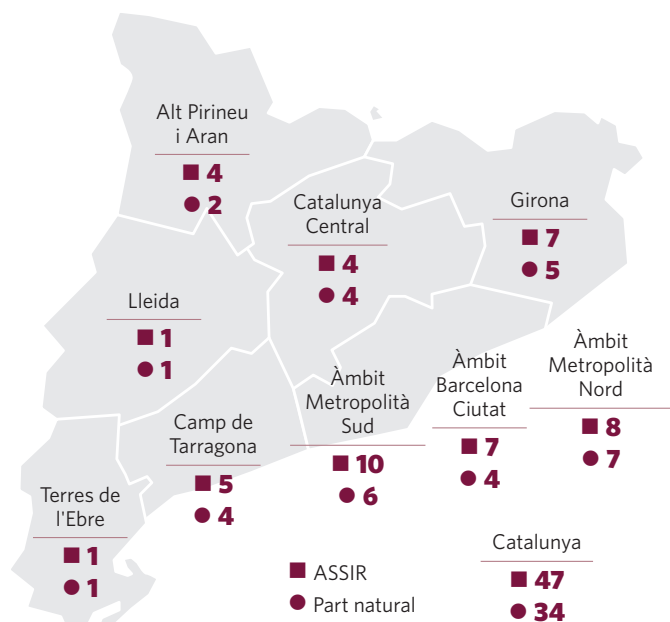 Alt Pirineu
i Aran
4
2
Catalunya
Central
4
4
Girona
7
5
Lleida
1
1
Àmbit
Metropolità
Nord
8
7
Àmbit
Barcelona
Ciutat
7
4
Àmbit
Metropolità
Sud
10
6
Camp de
Tarragona
5
4
Terres de
l'Ebre
1
1
ASSIR
Part natural
Catalunya
47
34